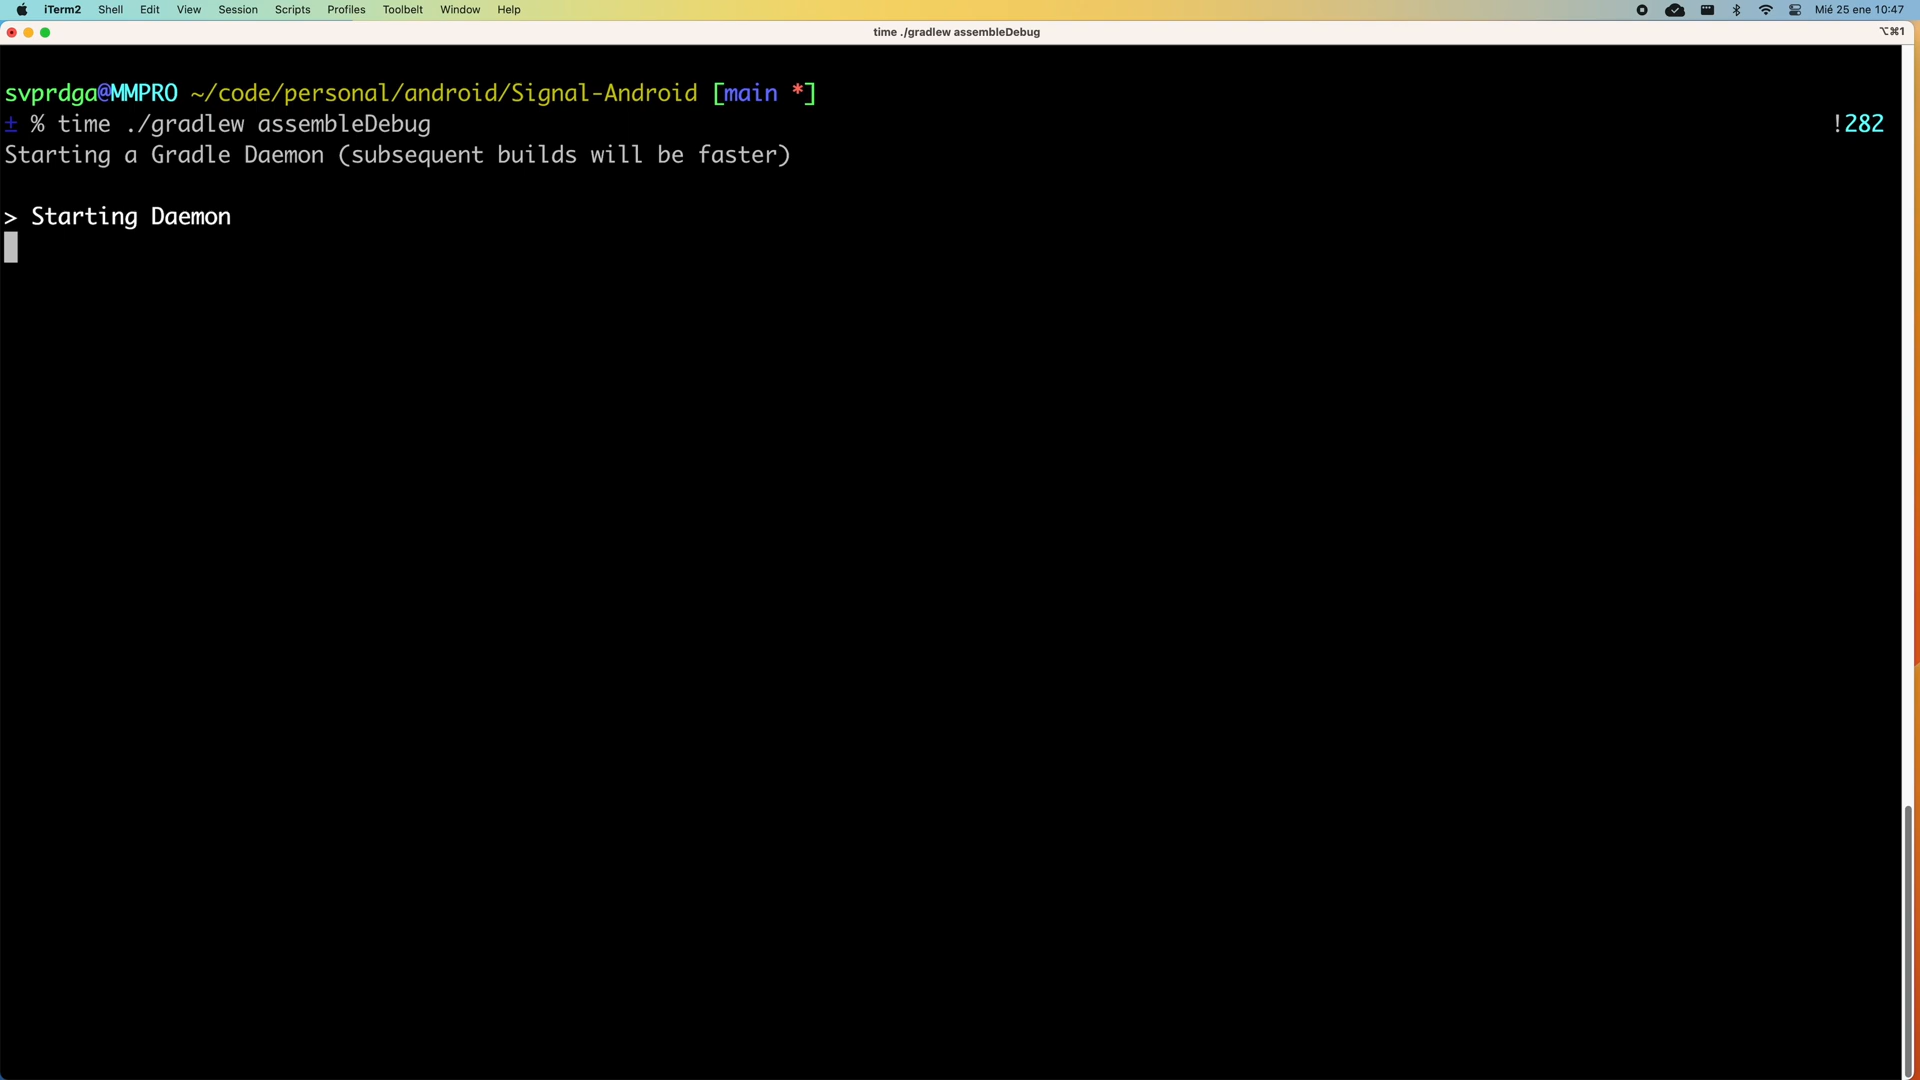 iTerm2 Shell Edit View Session Scripts Profiles Toolbelt Window Help Mié 25 ene 10:47
time ./gradlew assembleDebug ⌥⌘1
svprdga@MMPRO ~/code/personal/android/Signal-Android [main *]
± % time ./gradlew assembleDebug !282
Starting a Gradle Daemon (subsequent builds will be faster)
> Starting Daemon